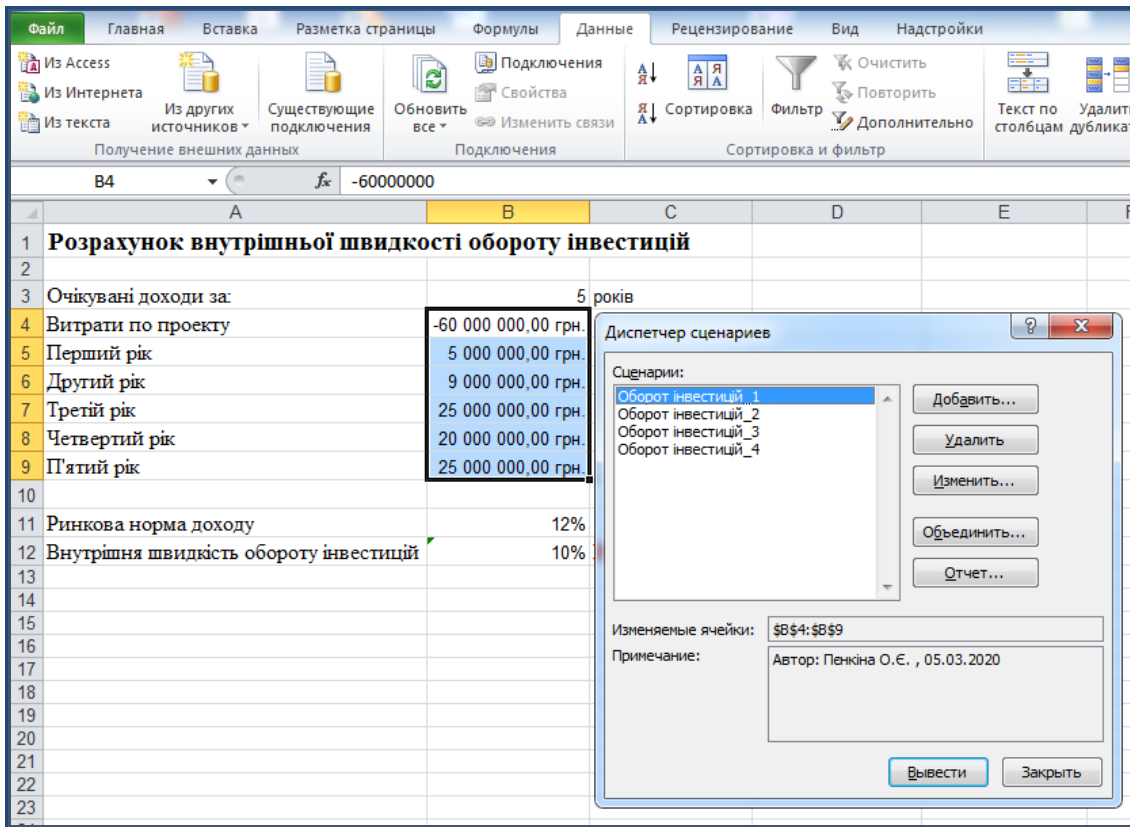 Файл Главная Вставка Разметка страницы Формулы Данные Рецензирование Вид Надстройки
Из Access
Из Интернета
Из текста
Из других источников
Существующие подключения
Получение внешних данных
Обновить все
Подключения
Свойства
Изменить связи
Подключения
Сортировка
Фильтр
Очистить
Повторить
Дополнительно
Сортировка и фильтр
Текст по столбцам
B4 fx -60000000
A B C D E
1 Розрахунок внутрішньої швидкості обороту інвестицій
2
3 Очікувані доходи за: 5 років
4 Витрати по проекту -60 000 000,00 грн.
5 Перший рік 5 000 000,00 грн.
6 Другий рік 9 000 000,00 грн.
7 Третій рік 25 000 000,00 грн.
8 Четвертий рік 20 000 000,00 грн.
9 П'ятий рік 25 000 000,00 грн.
10
11 Ринкова норма доходу 12%
12 Внутрішня швидкість обороту інвестицій 10%
13
14
15
16
17
18
19
20
21
22
23
Диспетчер сценариев
Сценарии:
Оборот інвестицій_1
Оборот інвестицій_2
Оборот інвестицій_3
Оборот інвестицій_4
Добавить...
Удалить
Изменить...
Объединить...
Отчет...
Изменяемые ячейки: $B$4:$B$9
Примечание: Автор: Пенкіна О.Є. , 05.03.2020
Вывести Закрыть